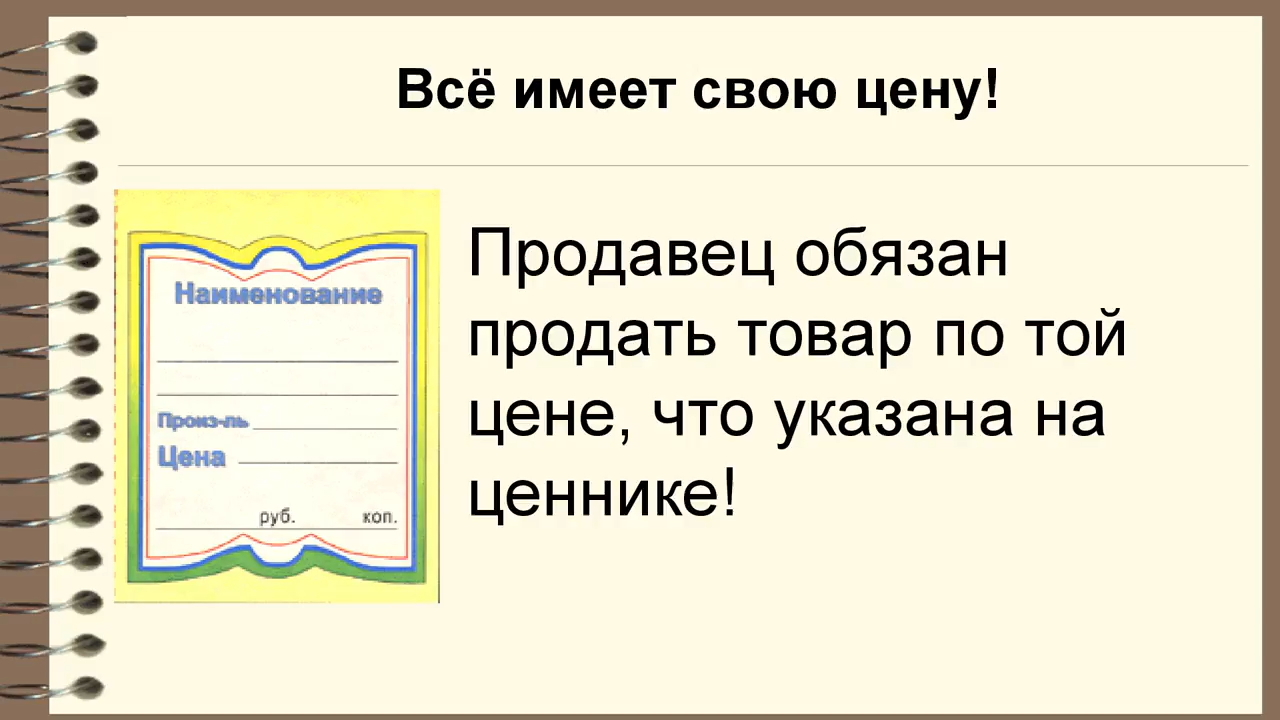 Всё имеет свою цену!
Наименование
Произ-ль
Цена
руб. коп.
Продавец обязан
продать товар по той
цене, что указана на
ценнике!